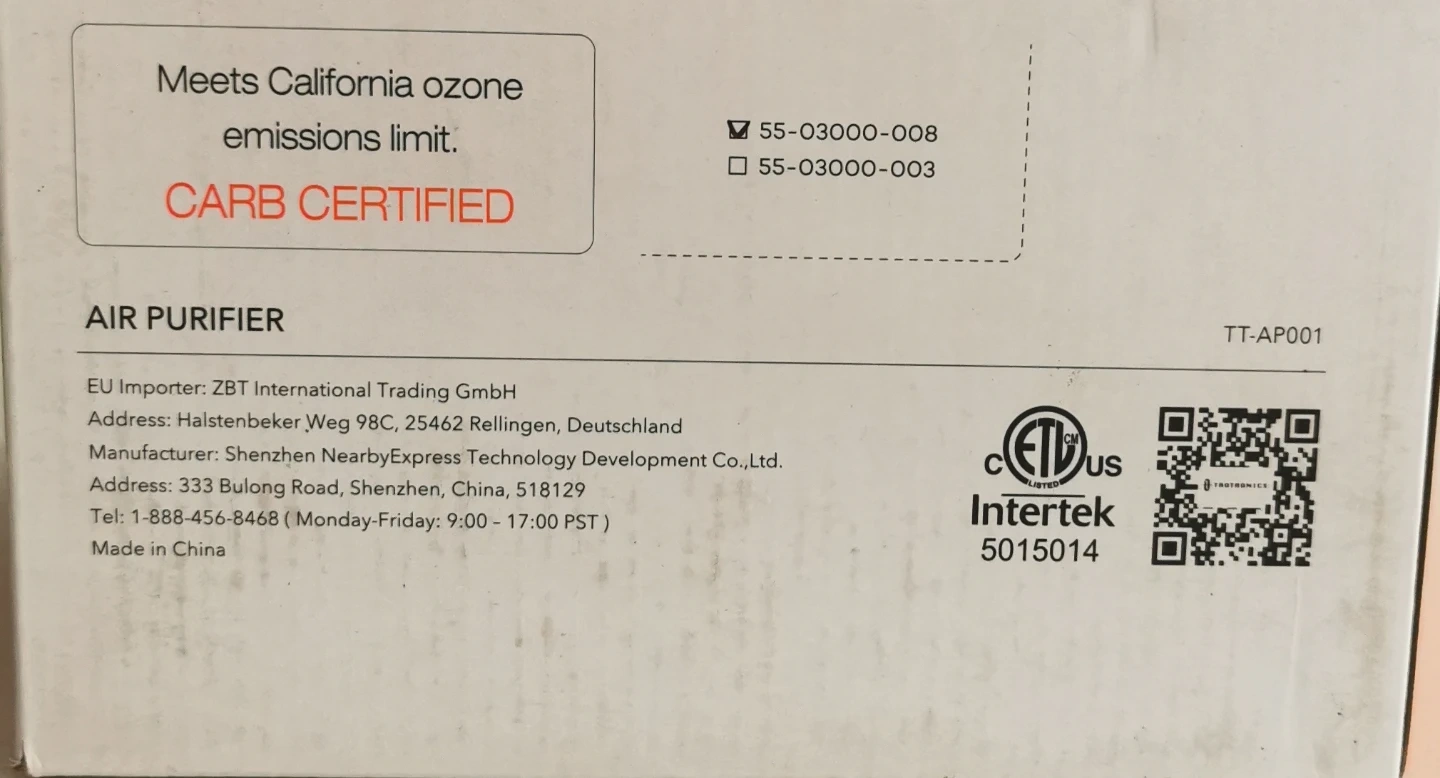 Meets California ozone
emissions limit.
CARB CERTIFIED
55-03000-008
55-03000-003
AIR PURIFIER
TT-AP001
EU Importer: ZBT International Trading GmbH
Address: Halstenbeker Weg 98C, 25462 Rellingen, Deutschland
Manufacturer: Shenzhen NearbyExpress Technology Development Co.,Ltd.
Address: 333 Bulong Road, Shenzhen, China, 518129
Tel: 1-888-456-8468 ( Monday-Friday: 9:00 - 17:00 PST )
Made in China
C ETL CM US
LISTED
Intertek
5015014
TAOTRONICS